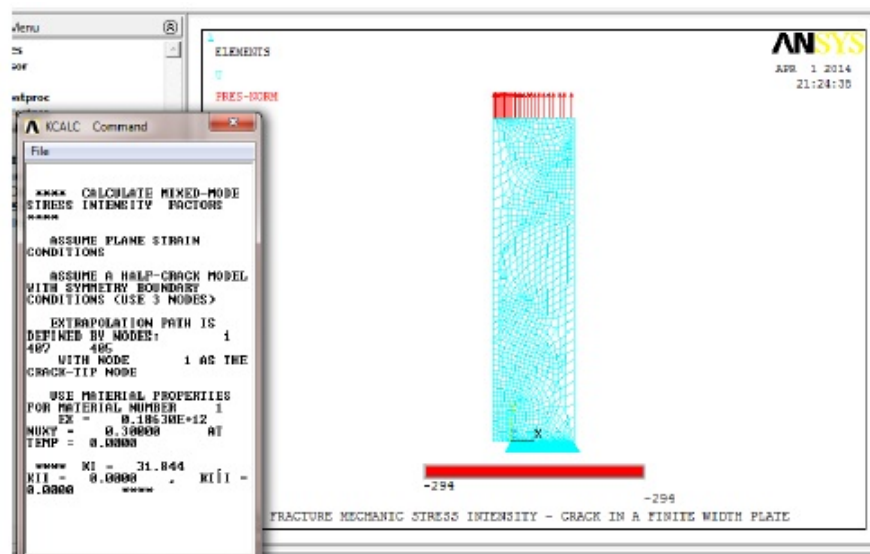 Menu
ELEMENTS
U
PRES-NORM
ANSYS
APR 1 2014
21:24:38
KCALC Command
File
**** CALCULATE MIXED-MODE
STRESS INTENSITY FACTORS
****
ASSUME PLANE STRAIN
CONDITIONS
ASSUME A HALF-CRACK MODEL
WITH SYMMETRY BOUNDARY
CONDITIONS (USE 3 NODES)
EXTRAPOLATION PATH IS
DEFINED BY NODES: 1
407 405
WITH NODE 1 AS THE
CRACK-TIP NODE
USE MATERIAL PROPERTIES
FOR MATERIAL NUMBER 1
EX = 0.18630E+12
NUXY = 0.30000 AT
TEMP = 0.0000
**** KI = 31.844 ,
KII = 0.0000 , KIII =
0.0000 ****
X
-294
-294
FRACTURE MECHANIC STRESS INTENSITY - CRACK IN A FINITE WIDTH PLATE